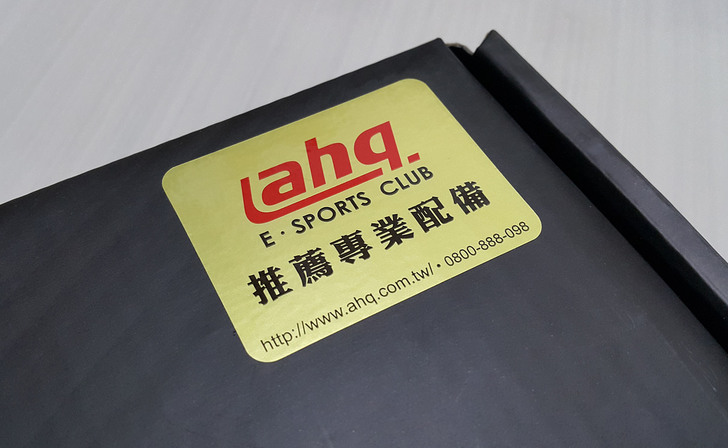 ahq.
E·SPORTS CLUB
推薦專業配備
http://www.ahq.com.tw/·0800-888-098